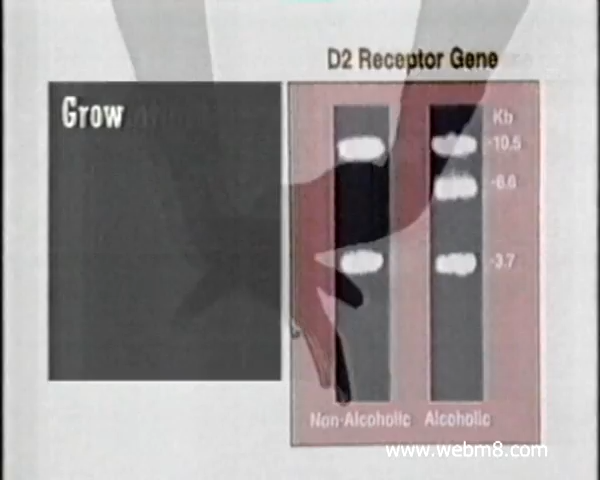 D2 Receptor Gene
Grow
Kb
-10.5
-6.6
-3.7
Non-Alcoholic Alcoholic
www.webm8.com